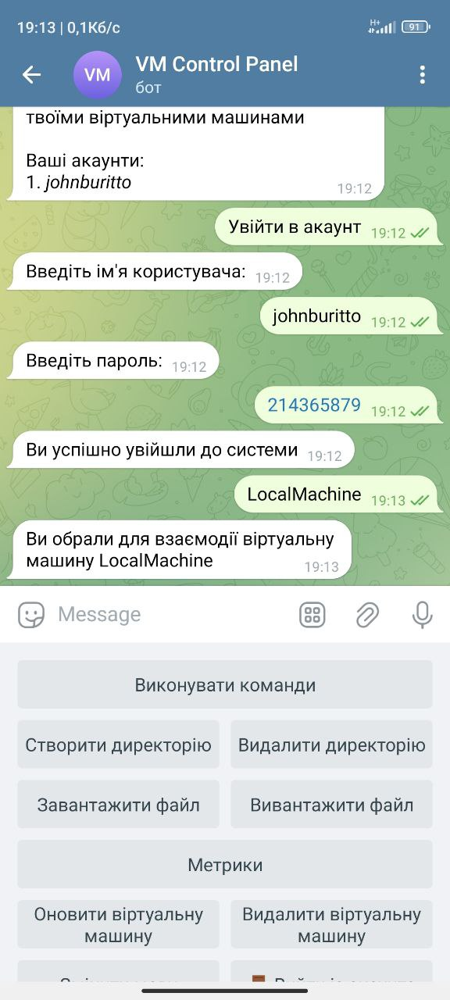 19:13 | 0,1Кб/с
H+
91
VM
VM Control Panel
бот
твоїми віртуальними машинами
Ваші акаунти:
1. johnburitto
19:12
Увійти в акаунт 19:12
Введіть ім'я користувача: 19:12
johnburitto 19:12
Введіть пароль: 19:12
214365879 19:12
Ви успішно увійшли до системи 19:12
LocalMachine 19:13
Ви обрали для взаємодії віртуальну
машину LocalMachine
19:13
Message
Виконувати команди
Створити директорію
Видалити директорію
Завантажити файл
Вивантажити файл
Метрики
Оновити віртуальну
машину
Видалити віртуальну
машину